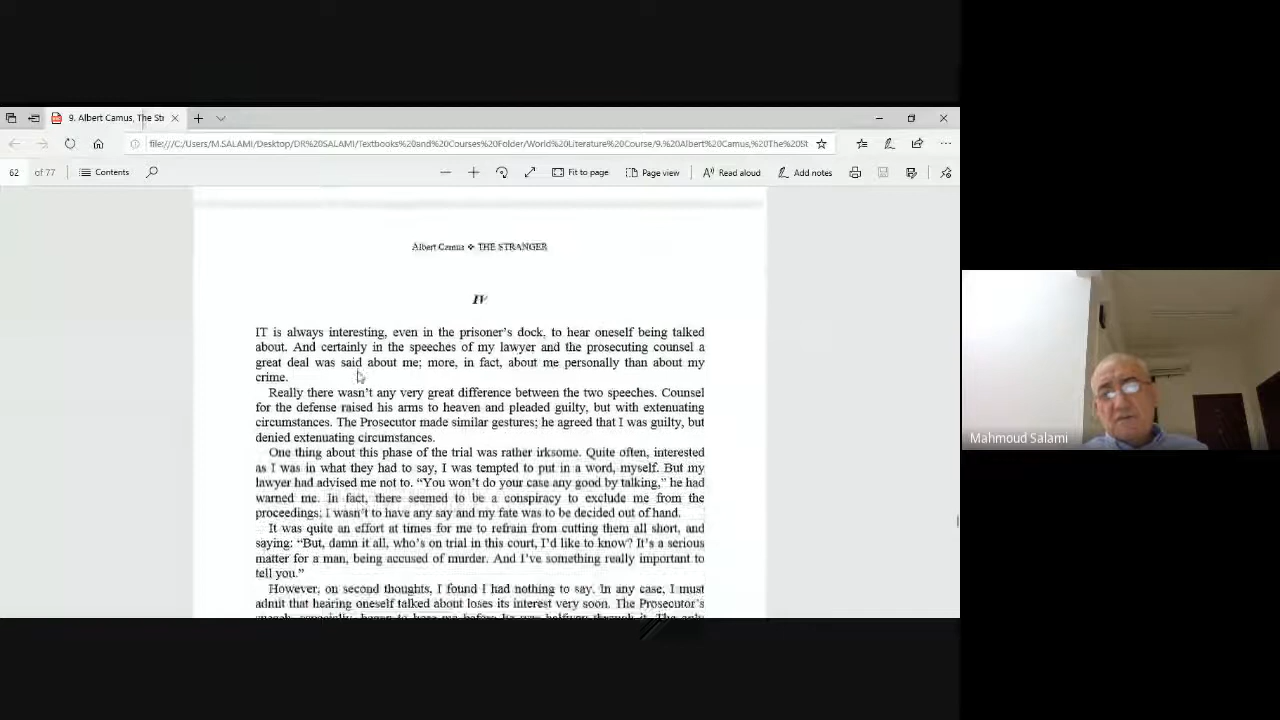 9. Albert Camus, The Str
file:///C:/Users/M.SALAMI/Desktop/DR%20SALAMI/Textbooks%20and%20Courses%20Folder/World%20Literature%20Course/9.%20Albert%20Camus,%20The%20St
62 of 77 Contents Fit to page Page view Read aloud Add notes
Albert Camus ❖ THE STRANGER
IV
IT is always interesting, even in the prisoner's dock, to hear oneself being talked
about. And certainly in the speeches of my lawyer and the prosecuting counsel a
great deal was said about me; more, in fact, about me personally than about my
crime.
Really there wasn't any very great difference between the two speeches. Counsel
for the defense raised his arms to heaven and pleaded guilty, but with extenuating
circumstances. The Prosecutor made similar gestures; he agreed that I was guilty, but
denied extenuating circumstances.
One thing about this phase of the trial was rather irksome. Quite often, interested
as I was in what they had to say, I was tempted to put in a word, myself. But my
lawyer had advised me not to. “You won't do your case any good by talking,” he had
warned me. In fact, there seemed to be a conspiracy to exclude me from the
proceedings; I wasn't to have any say and my fate was to be decided out of hand.
It was quite an effort at times for me to refrain from cutting them all short, and
saying: “But, damn it all, who's on trial in this court, I'd like to know? It's a serious
matter for a man, being accused of murder. And I've something really important to
tell you.”
However, on second thoughts, I found I had nothing to say. In any case, I must
admit that hearing oneself talked about loses its interest very soon. The Prosecutor's
Mahmoud Salami